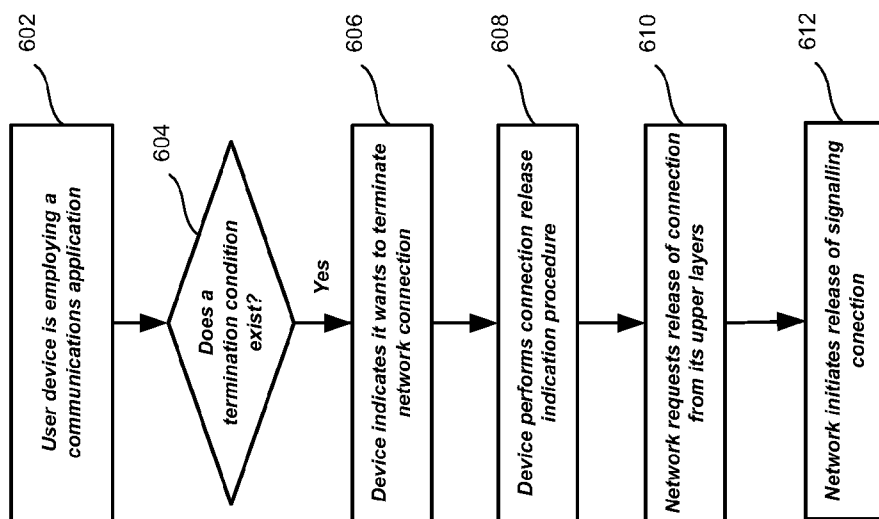 602
User device is employing a
communications application
604
Does a
termination condition
exist?
Yes
606
Device indicates it wants to terminate
network connection
608
Device performs connection release
indication procedure
610
Network requests release of connection
from its upper layers
612
Network initiates release of signalling
conection